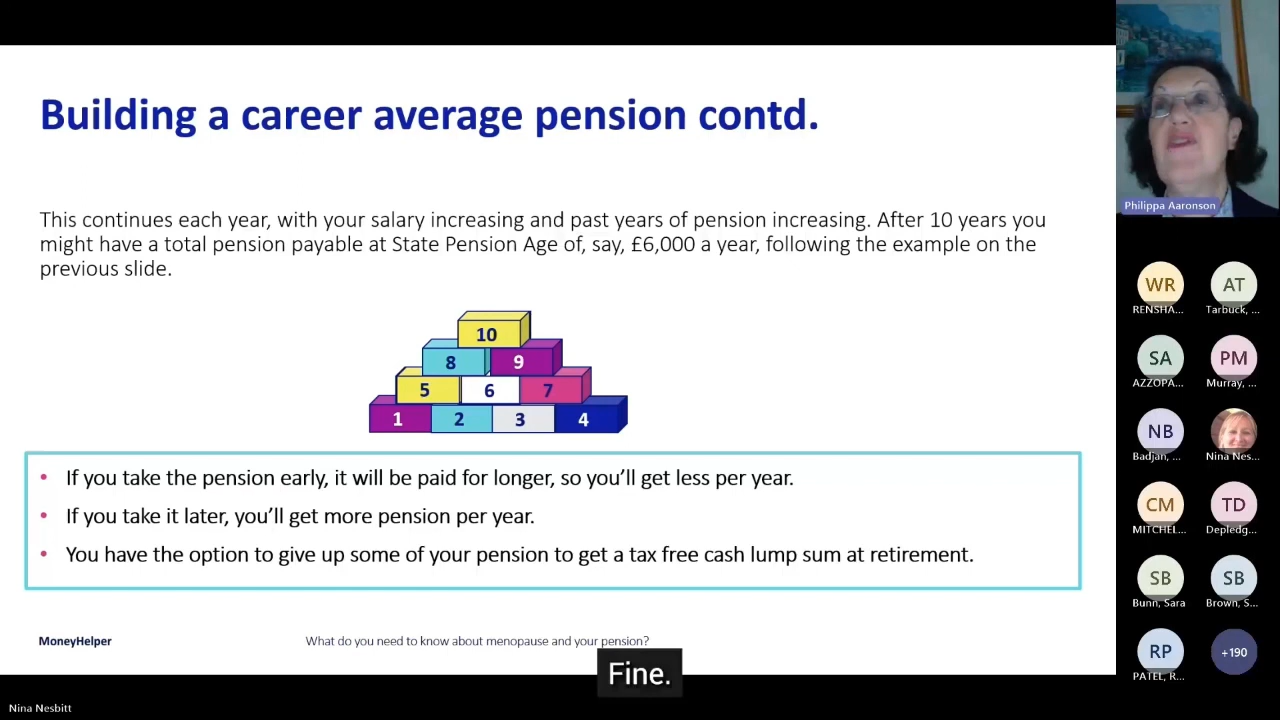 Building a career average pension contd.
This continues each year, with your salary increasing and past years of pension increasing. After 10 years you
might have a total pension payable at State Pension Age of, say, £6,000 a year, following the example on the
previous slide.
10
8 9
5 6 7
1 2 3 4
• If you take the pension early, it will be paid for longer, so you'll get less per year.
• If you take it later, you'll get more pension per year.
• You have the option to give up some of your pension to get a tax free cash lump sum at retirement.
MoneyHelper
What do you need to know about menopause and your pension?
Fine.
Nina Nesbitt
Philippa Aaronson
WR AT
RENSHA... Tarbuck, ...
SA PM
AZZOPA... Murray, ...
NB
Badjan, ... Nina Nes...
CM TD
MITCHEL... Depledg...
SB SB
Bunn, Sara Brown, S...
RP +190
PATEL, R...